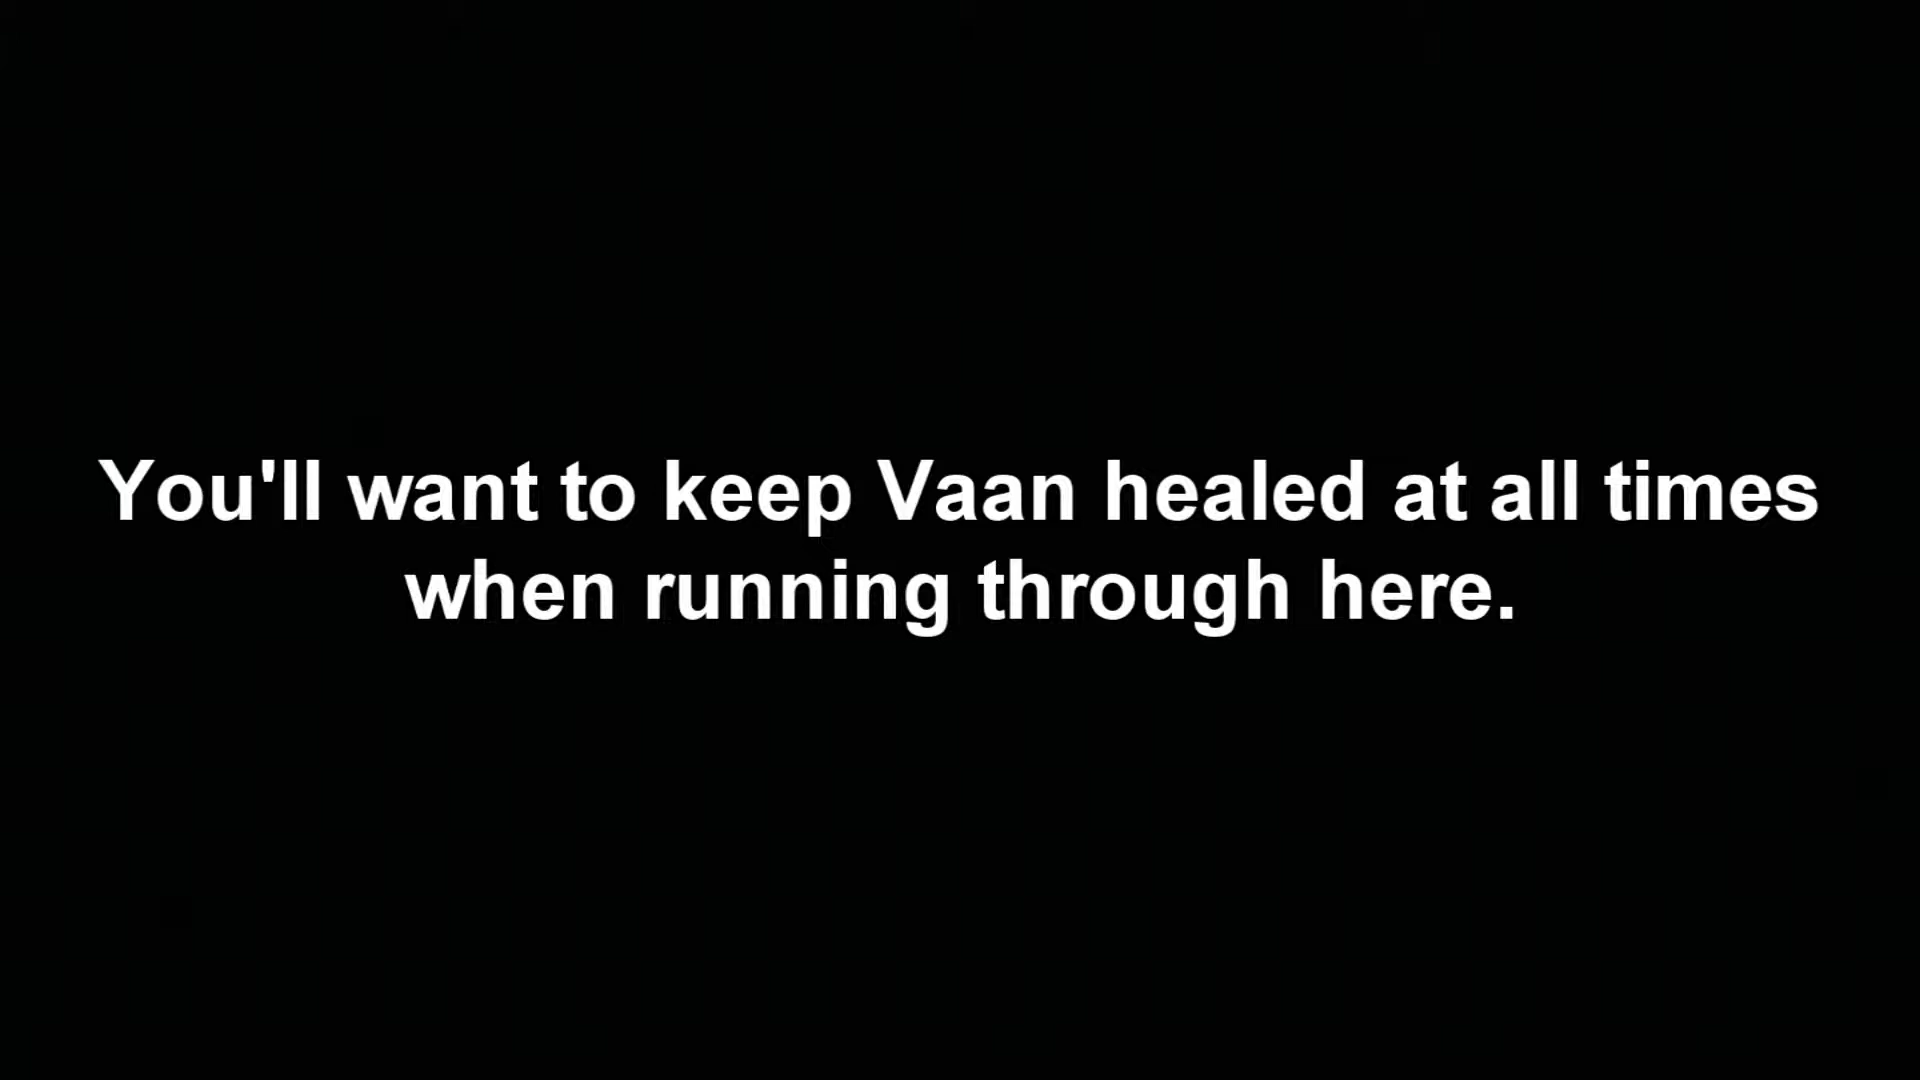 You'll want to keep Vaan healed at all times
when running through here.